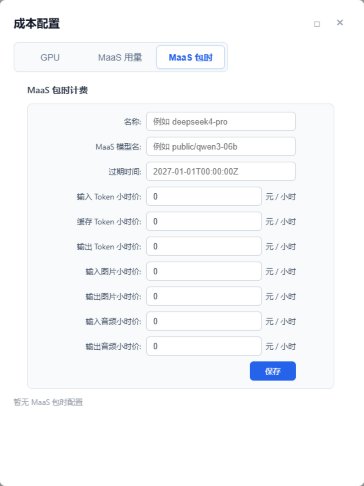 成本配置
GPU
MaaS 用量
MaaS 包时
MaaS 包时计费
名称: 例如 deepseek4-pro
MaaS 模型名: 例如 public/qwen3-06b
过期时间: 2027-01-01T00:00:00Z
输入 Token 小时价: 0 元 / 小时
缓存 Token 小时价: 0 元 / 小时
输出 Token 小时价: 0 元 / 小时
输入图片小时价: 0 元 / 小时
输出图片小时价: 0 元 / 小时
输入音频小时价: 0 元 / 小时
输出音频小时价: 0 元 / 小时
保存
暂无 MaaS 包时配置